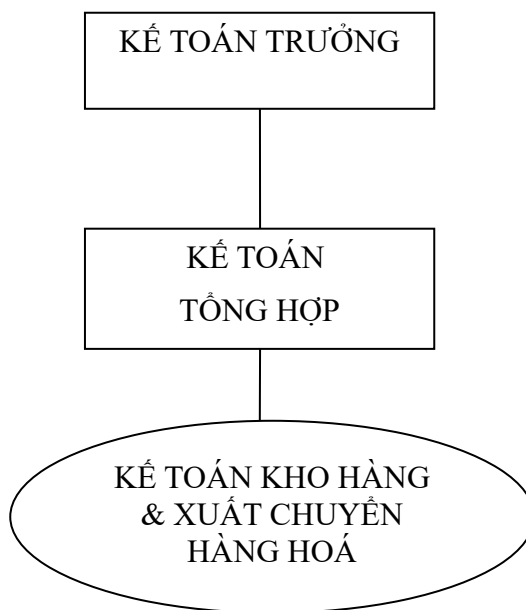 KẾ TOÁN TRƯỞNG
KẾ TOÁN
TỔNG HỢP
KẾ TOÁN KHO HÀNG
& XUẤT CHUYỂN
HÀNG HOÁ